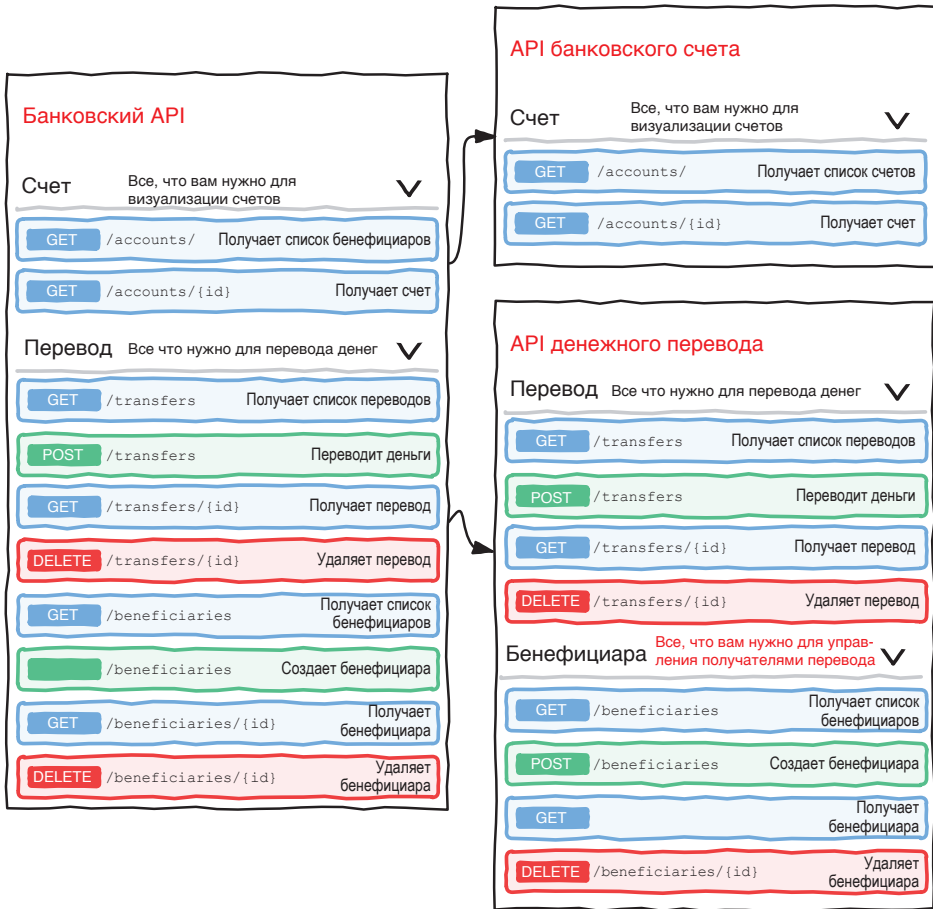 Банковский API
Счет
Все, что вам нужно для
визуализации счетов
GET /accounts/ Получает список бенефициаров
GET /accounts/{id} Получает счет
Перевод Все что нужно для перевода денег
GET /transfers Получает список переводов
POST /transfers Переводит деньги
GET /transfers/{id} Получает перевод
DELETE /transfers/{id} Удаляет перевод
GET /beneficiaries Получает список
бенефициаров
/beneficiaries Создает бенефициара
GET /beneficiaries/{id} Получает
бенефициара
DELETE /beneficiaries/{id} Удаляет
бенефициара
API банковского счета
Счет
Все, что вам нужно для
визуализации счетов
GET /accounts/ Получает список счетов
GET /accounts/{id} Получает счет
API денежного перевода
Перевод Все что нужно для перевода денег
GET /transfers Получает список переводов
POST /transfers Переводит деньги
GET /transfers/{id} Получает перевод
DELETE /transfers/{id} Удаляет перевод
Бенефициара
Все, что вам нужно для управ-
ления получателями перевода
GET /beneficiaries Получает список
бенефициаров
POST /beneficiaries Создает бенефициара
GET Получает
бенефициара
DELETE /beneficiaries/{id} Удаляет
бенефициара